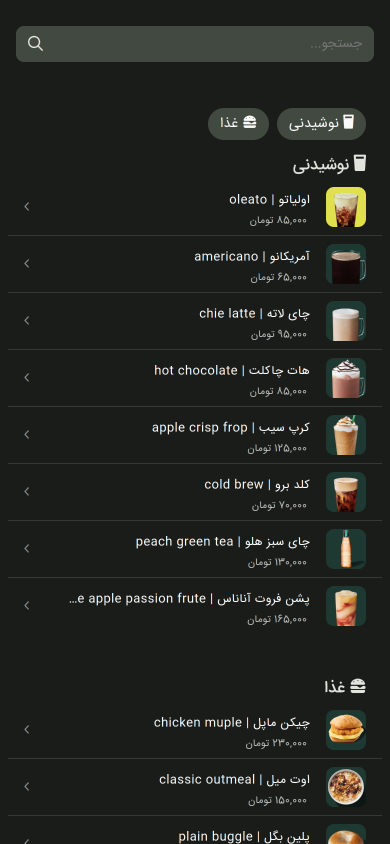 جستجو...
نوشیدنی
غذا
نوشیدنی
اولیاتو | oleato
۸۵,۰۰۰ تومان
آمریکانو | americano
۶۵,۰۰۰ تومان
چای لاته | chie latte
۹۵,۰۰۰ تومان
هات چاکلت | hot chocolate
۸۵,۰۰۰ تومان
کرپ سیب | apple crisp frop
۱۲۵,۰۰۰ تومان
کلد برو | cold brew
۷۰,۰۰۰ تومان
چای سبز هلو | peach green tea
۱۳۰,۰۰۰ تومان
پشن فروت آناناس | e apple passion frute...
۱۶۵,۰۰۰ تومان
غذا
چیکن ماپل | chicken muple
۲۳۰,۰۰۰ تومان
اوت میل | classic outmeal
۱۵۰,۰۰۰ تومان
پلین بگل | plain buggle